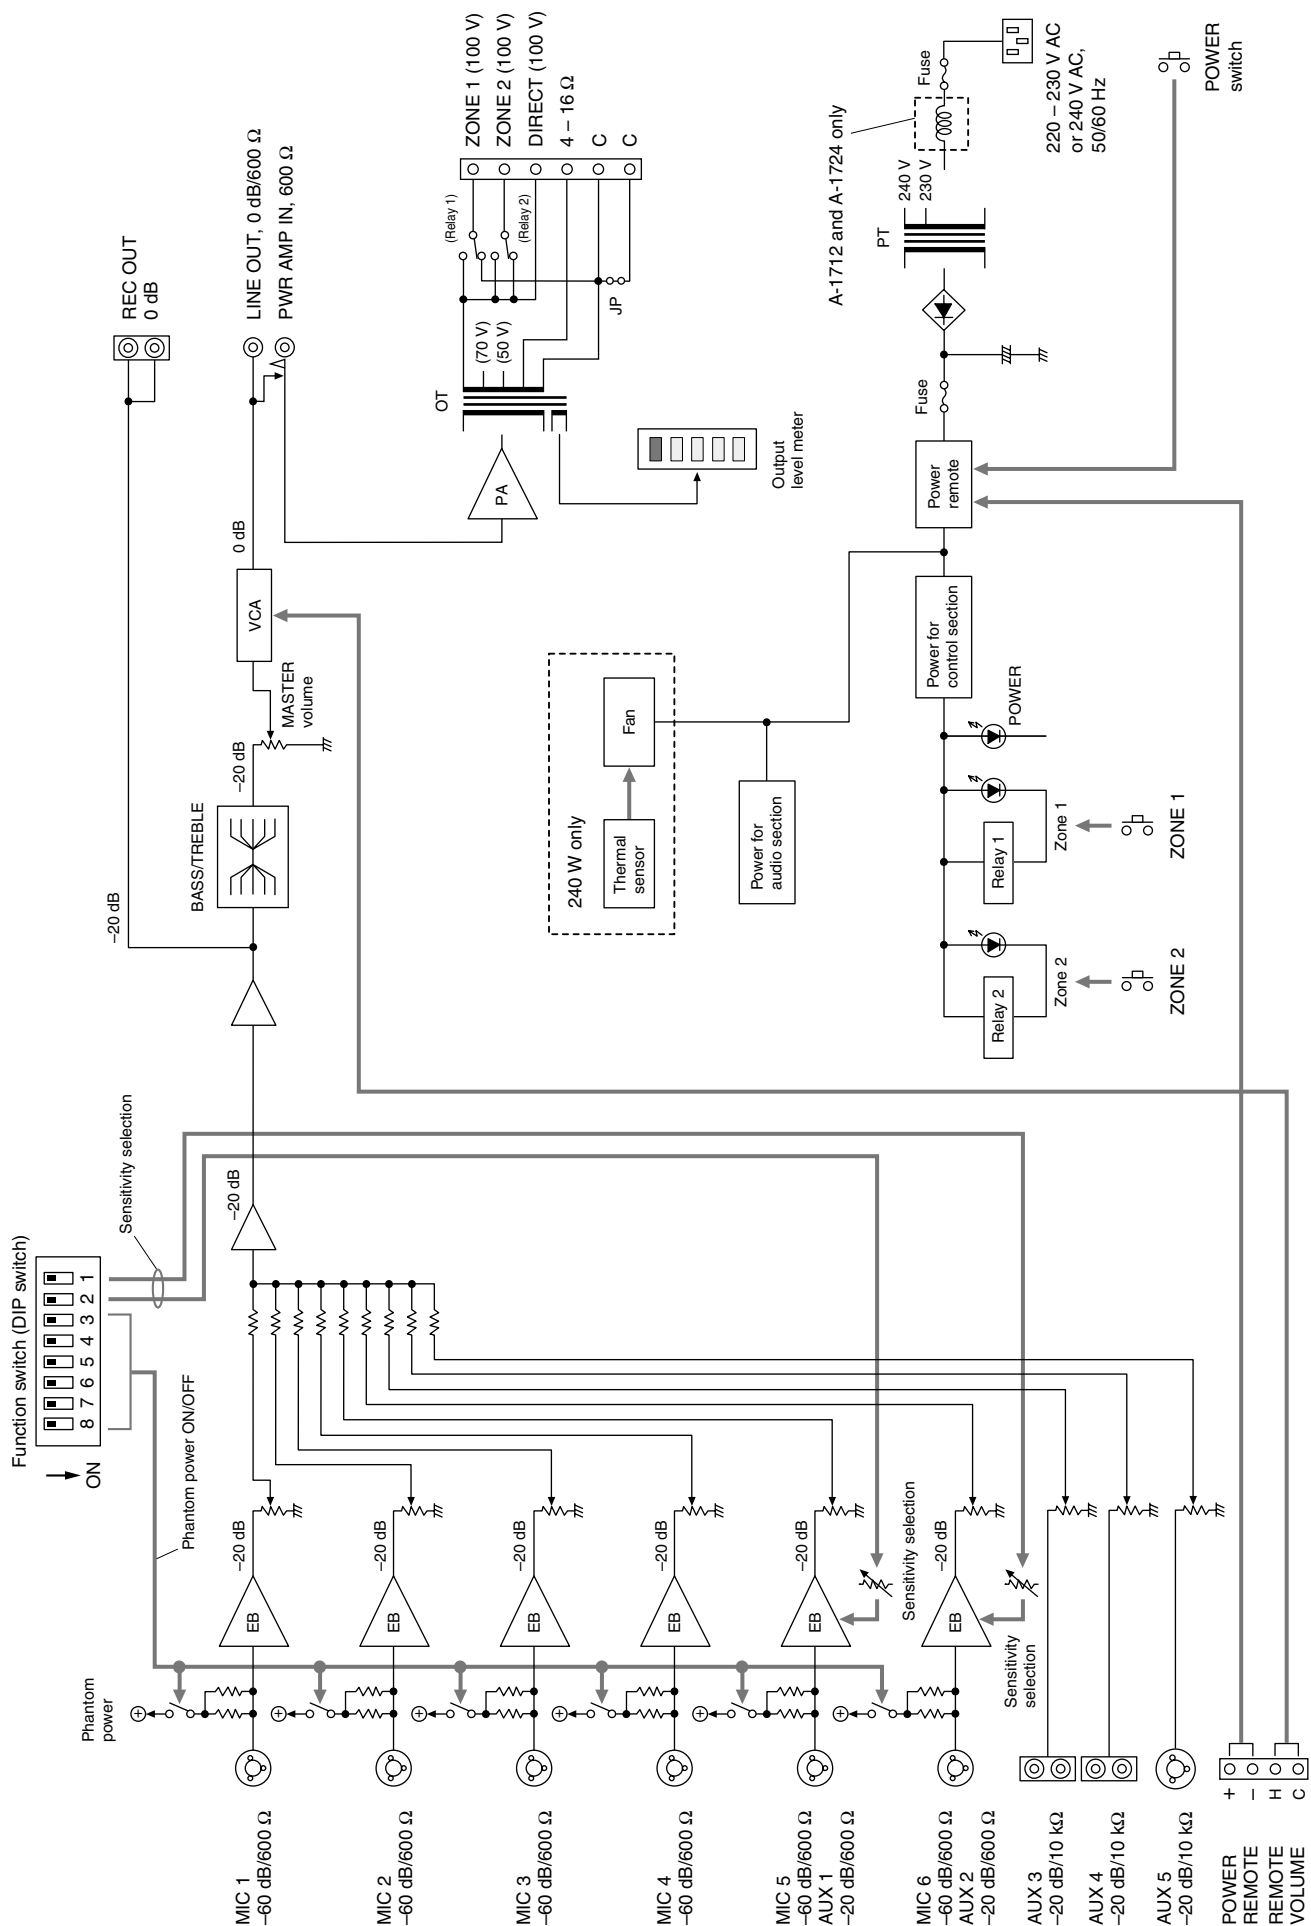 Function switch (DIP switch)
ON
8 7 6 5 4 3 2 1
Phantom power ON/OFF
Sensitivity selection
Phantom
power
MIC 1
–60 dB/600 Ω
EB
–20 dB
MIC 2
–60 dB/600 Ω
EB
–20 dB
MIC 3
–60 dB/600 Ω
EB
–20 dB
MIC 4
–60 dB/600 Ω
EB
–20 dB
MIC 5
–60 dB/600 Ω
AUX 1
–20 dB/600 Ω
EB
–20 dB
Sensitivity selection
MIC 6
–60 dB/600 Ω
AUX 2
–20 dB/600 Ω
EB
–20 dB
Sensitivity
selection
AUX 3
–20 dB/10 kΩ
AUX 4
–20 dB/10 kΩ
AUX 5
–20 dB/10 kΩ
POWER
REMOTE
REMOTE
VOLUME
+
–
H
C
–20 dB
–20 dB
BASS/TREBLE
–20 dB
MASTER
volume
VCA
0 dB
REC OUT
0 dB
LINE OUT, 0 dB/600 Ω
PWR AMP IN, 600 Ω
PA
OT
(70 V)
(50 V)
(Relay 1)
(Relay 2)
JP
ZONE 1 (100 V)
ZONE 2 (100 V)
DIRECT (100 V)
4 – 16 Ω
C
C
Output
level meter
240 W only
Thermal
sensor
Fan
Power for
audio section
A-1712 and A-1724 only
PT
240 V
230 V
Fuse
220 – 230 V AC
or 240 V AC,
50/60 Hz
Fuse
Power
remote
Power for
control section
POWER
Relay 1
Zone 1
ZONE 1
Relay 2
Zone 2
ZONE 2
POWER
switch